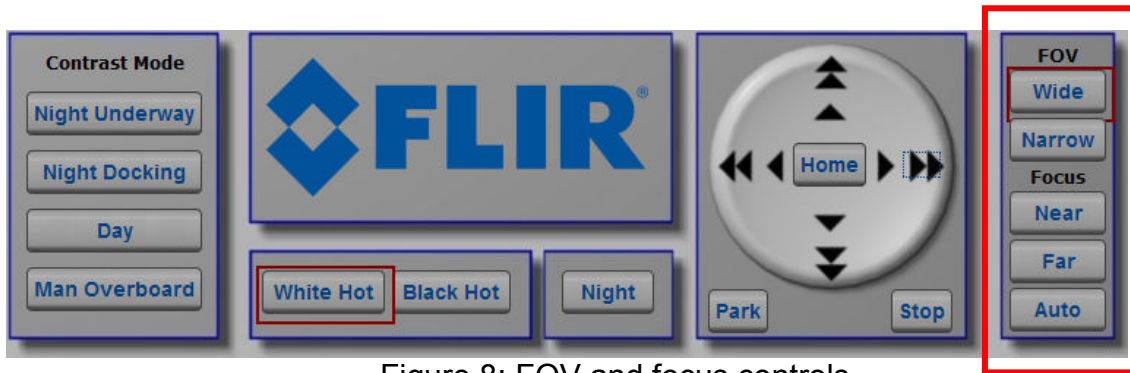 Contrast Mode
Night Underway
Night Docking
Day
Man Overboard
FLIR®
White Hot
Black Hot
Night
Home
Park
Stop
FOV
Wide
Narrow
Focus
Near
Far
Auto
Figure 8: FOV and focus controls